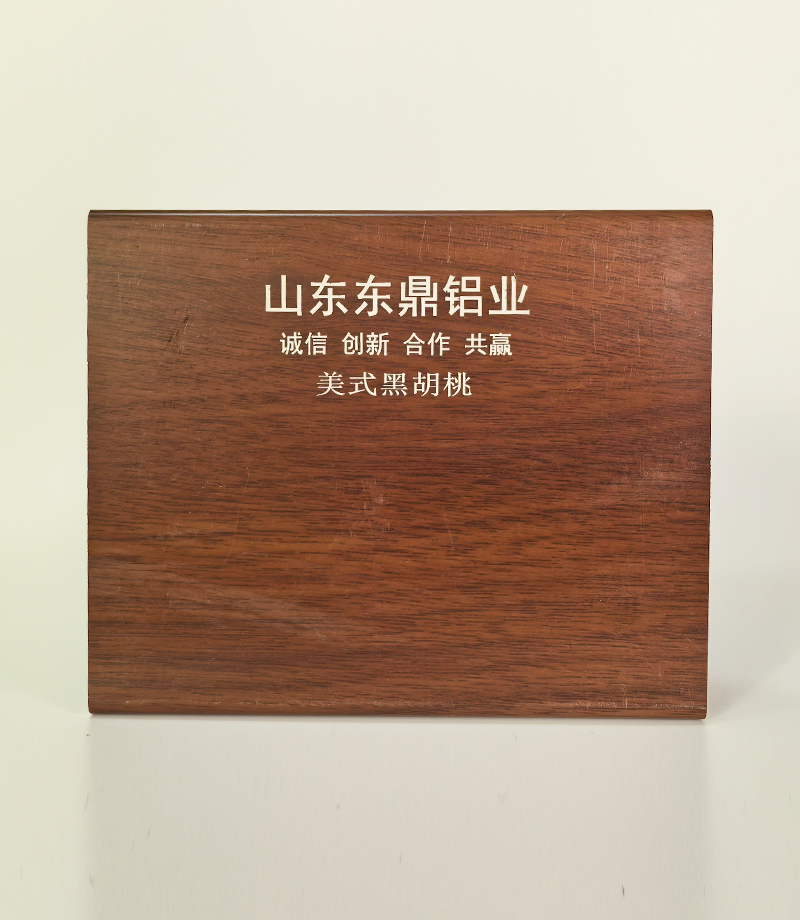 山东东鼎铝业
诚信 创新 合作 共赢
美式黑胡桃